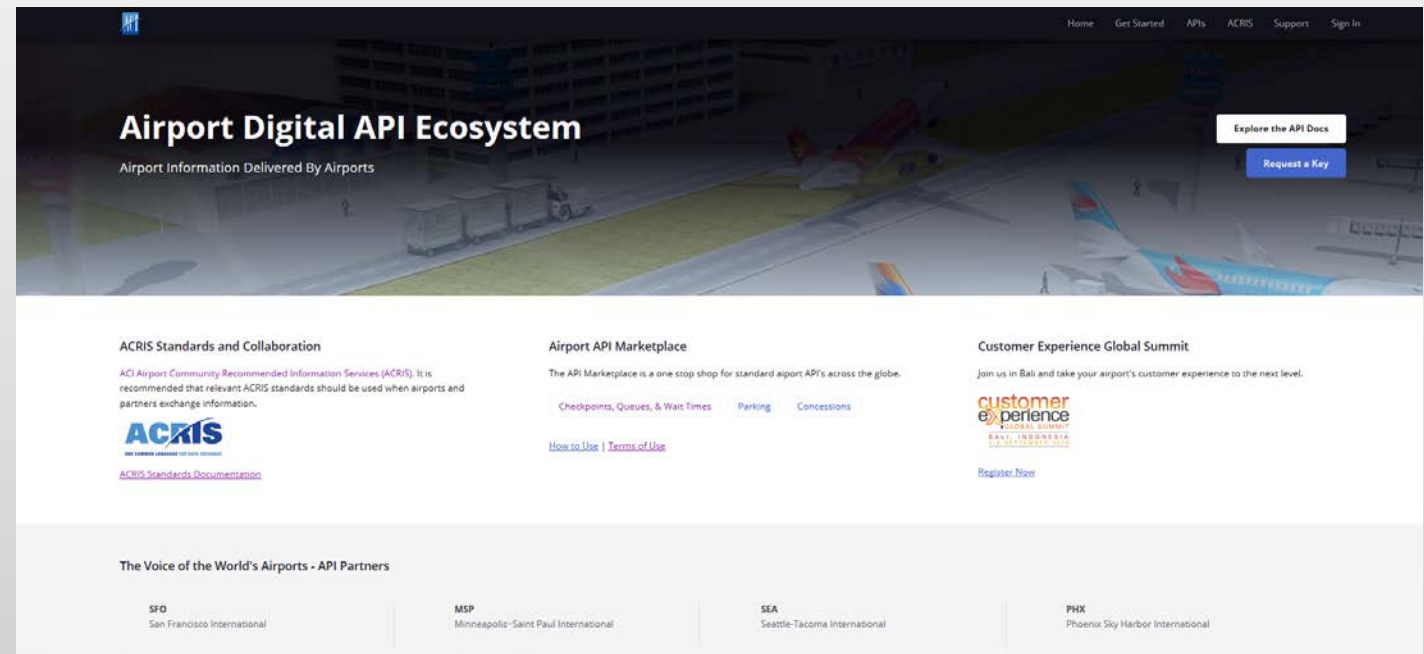 ACI
Home Get Started APIs ACRIS Support Sign In
Airport Digital API Ecosystem
Airport Information Delivered By Airports
Explore the API Docs
Request a Key
ACRIS Standards and Collaboration
ACI Airport Community Recommended Information Services (ACRIS). It is
recommended that relevant ACRIS standards should be used when airports and
partners exchange information.
ACRIS
ONE COMMON LANGUAGE FOR DATA EXCHANGE
ACRIS Standards Documentation
Airport API Marketplace
The API Marketplace is a one stop shop for standard aiport API's across the globe.
Checkpoints, Queues, & Wait Times Parking Concessions
How to Use | Terms of Use
Customer Experience Global Summit
Join us in Bali and take your airport's customer experience to the next level.
customer
experience
GLOBAL SUMMIT
BALI, INDONESIA
Register Now
The Voice of the World's Airports - API Partners
SFO
San Francisco International
MSP
Minneapolis-Saint Paul International
SEA
Seattle-Tacoma International
PHX
Phoenix Sky Harbor International